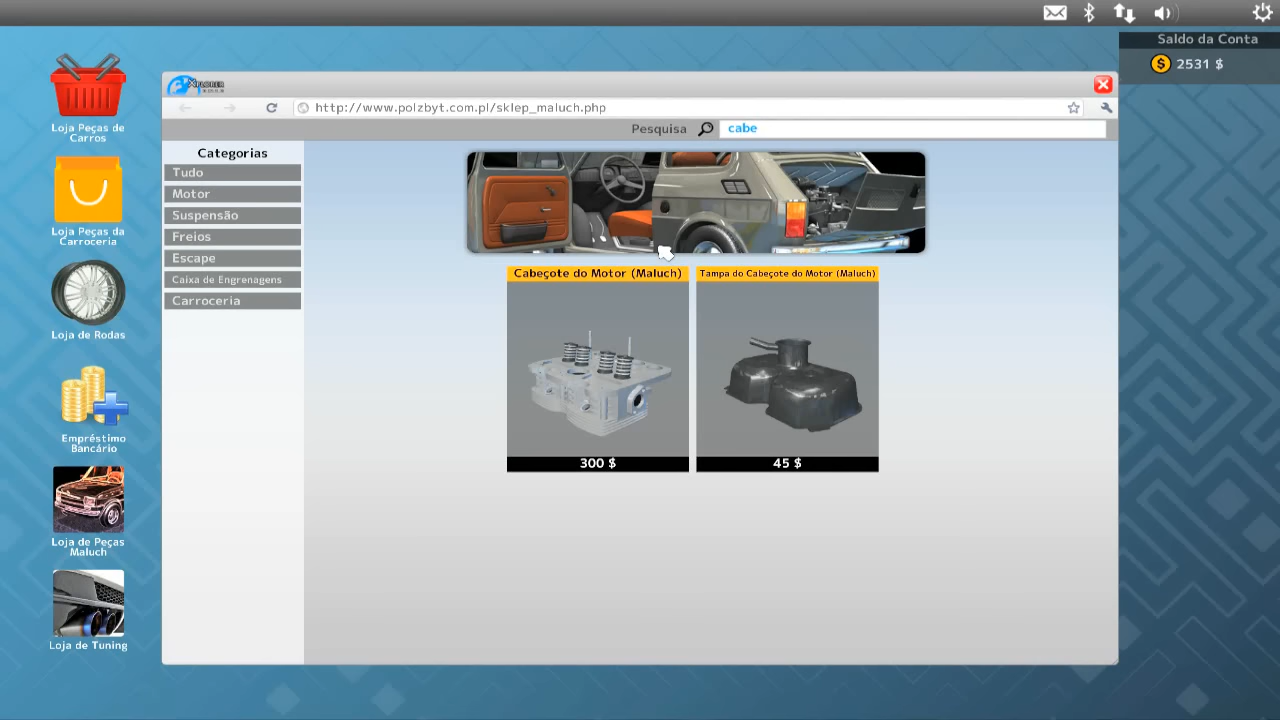 Saldo da Conta
2531 $
Loja Peças de
Carros
Loja Peças da
Carroceria
Loja de Rodas
Empréstimo
Bancário
Loja de Peças
Maluch
Loja de Tuning
XPLORER
http://www.polzbyt.com.pl/sklep_maluch.php
Pesquisa
cabe
Categorias
Tudo
Motor
Suspensão
Freios
Escape
Caixa de Engrenagens
Carroceria
Cabeçote do Motor (Maluch)
300 $
Tampa do Cabeçote do Motor (Maluch)
45 $